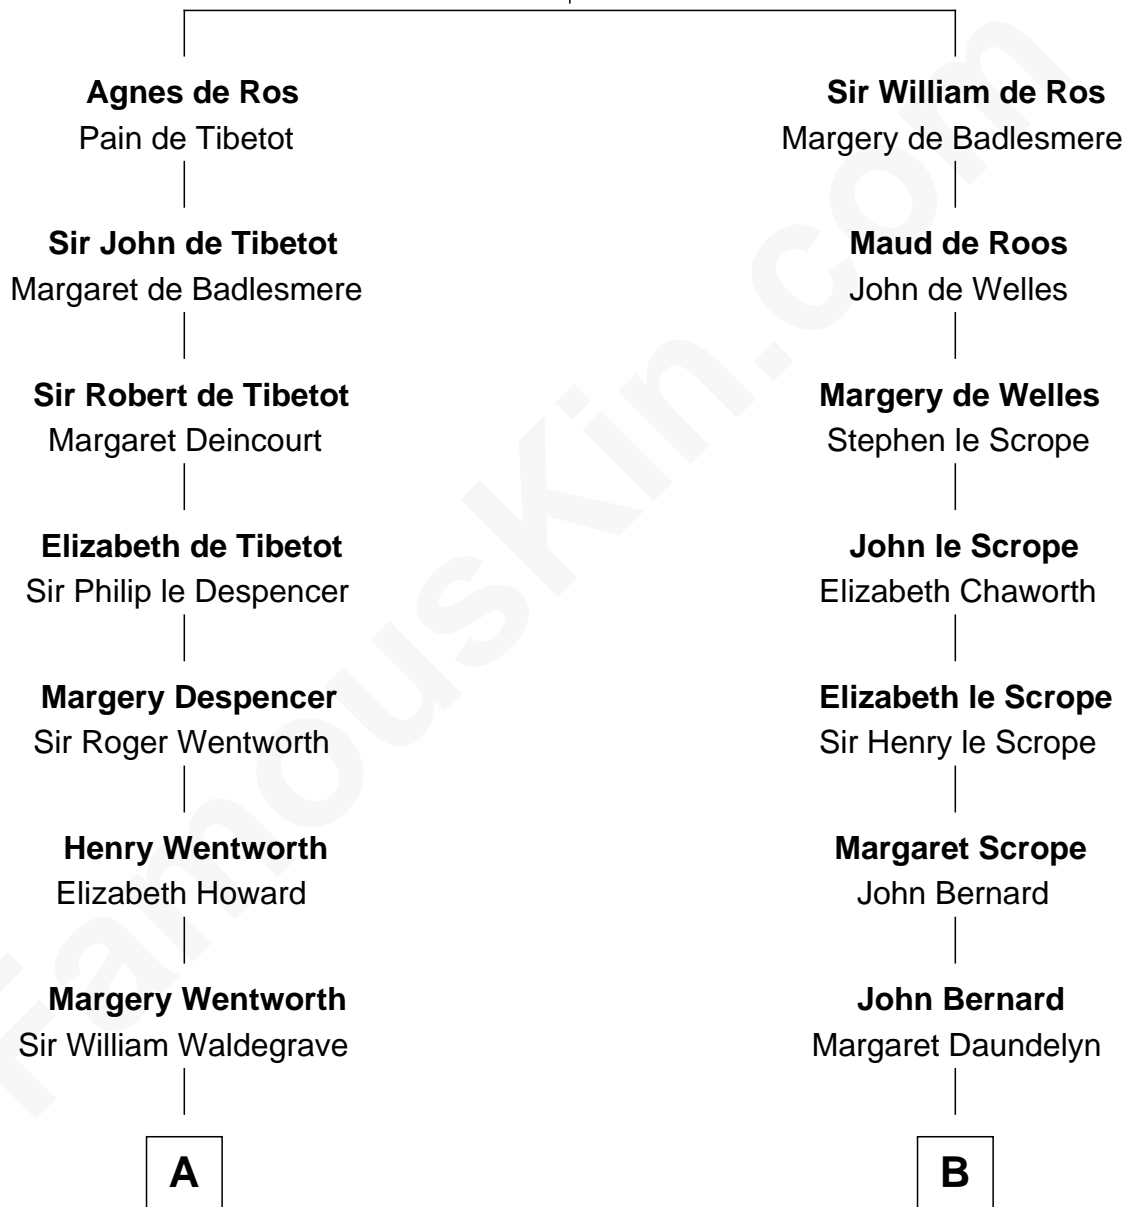 Agnes de Ros
Pain de Tibetot
Sir John de Tibetot
Margaret de Badlesmere
Sir Robert de Tibetot
Margaret Deincourt
Elizabeth de Tibetot
Sir Philip le Despencer
Margery Despencer
Sir Roger Wentworth
Henry Wentworth
Elizabeth Howard
Margery Wentworth
Sir William Waldegrave
A
Sir William de Ros
Margery de Badlesmere
Maud de Roos
John de Welles
Margery de Welles
Stephen le Scrope
John le Scrope
Elizabeth Chaworth
Elizabeth le Scrope
Sir Henry le Scrope
Margaret Scrope
John Bernard
John Bernard
Margaret Daundelyn
B
FamousKin.com